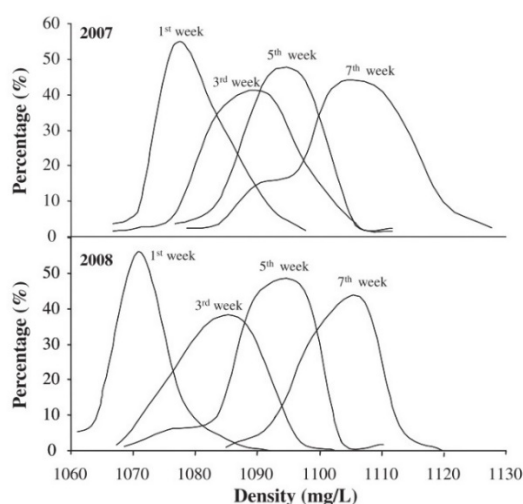 2007
1st week
3rd week
5th week
7th week
Percentage (%)
60
50
40
30
20
10
0
2008
1st week
3rd week
5th week
7th week
Percentage (%)
50
40
30
20
10
0
1060 1070 1080 1090 1100 1110 1120 1130
Density (mg/L)